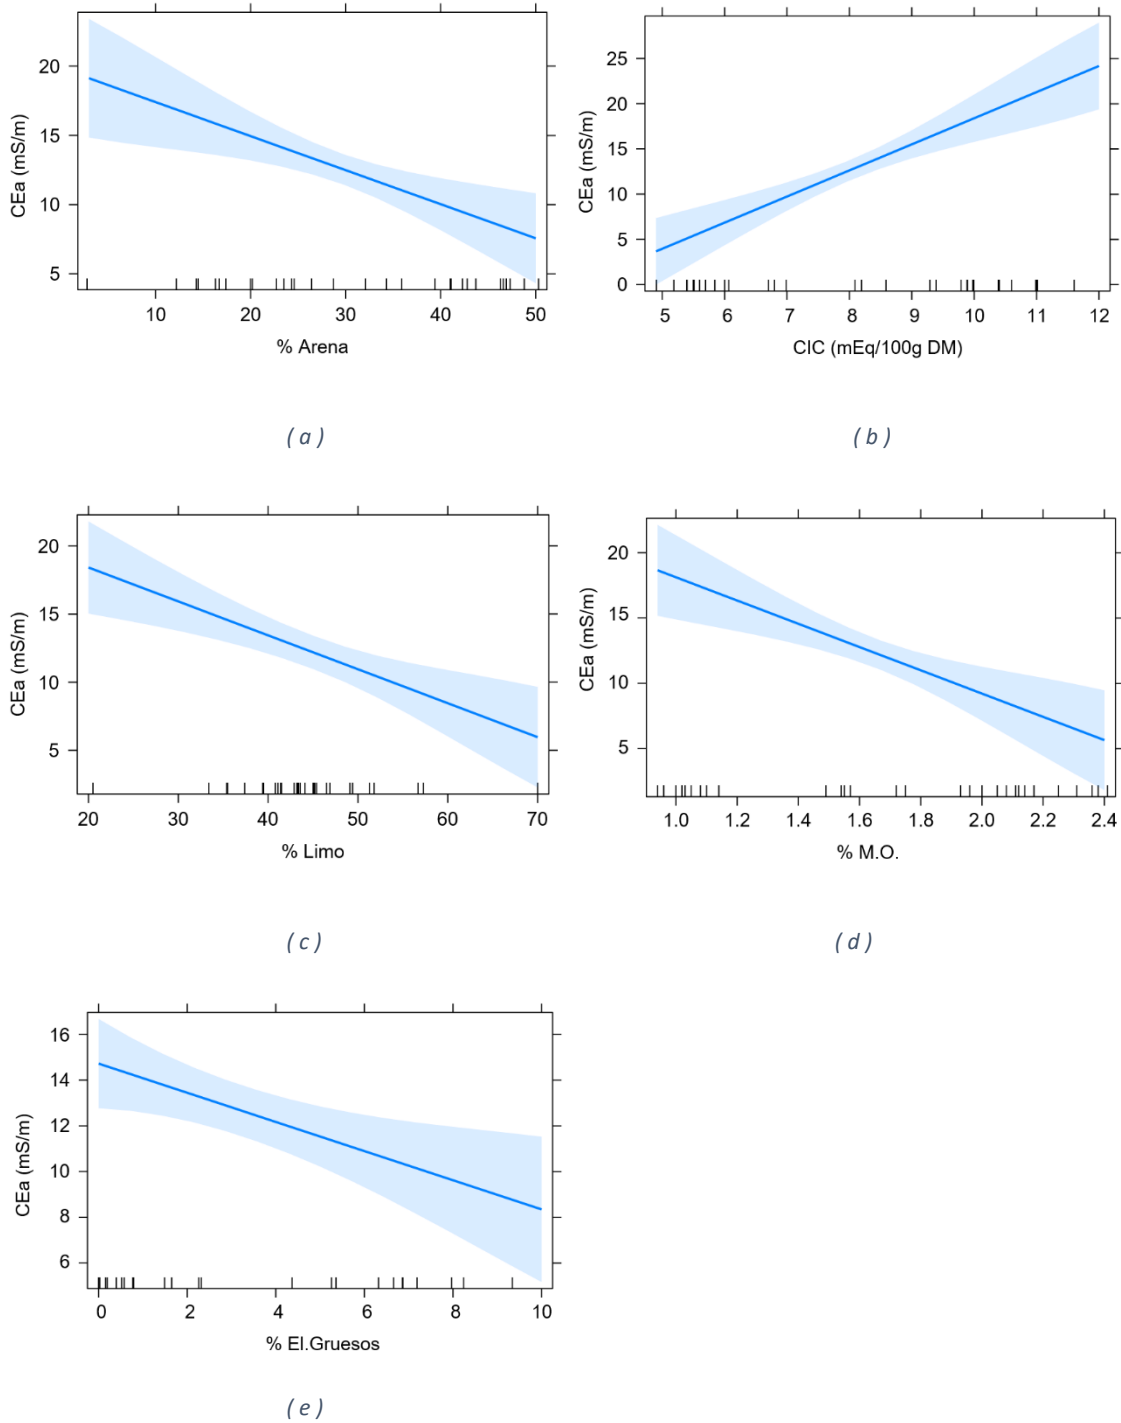 20
15
10
5
CEa (mS/m)
10 20 30 40 50
% Arena
( a )
25
20
15
10
5
0
CEa (mS/m)
5 6 7 8 9 10 11 12
CIC (mEq/100g DM)
( b )
20
15
10
5
CEa (mS/m)
20 30 40 50 60 70
% Limo
( c )
20
15
10
5
CEa (mS/m)
1.0 1.2 1.4 1.6 1.8 2.0 2.2 2.4
% M.O.
( d )
16
14
12
10
8
6
CEa (mS/m)
0 2 4 6 8 10
% El.Gruesos
( e )